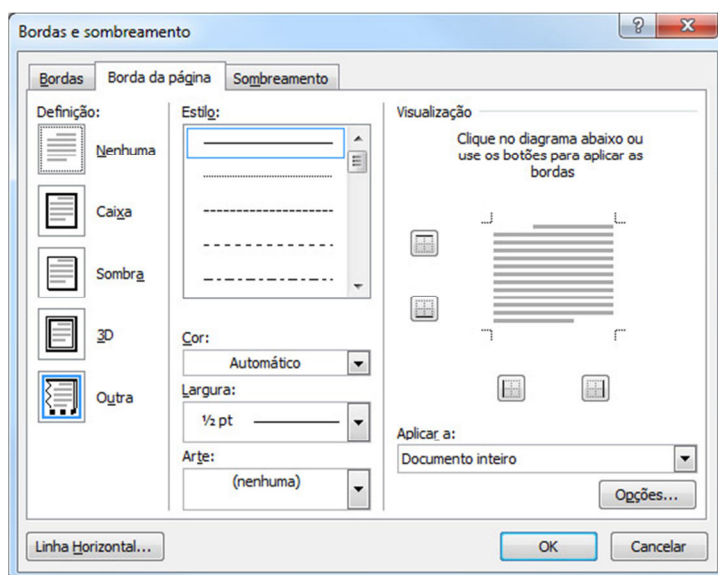 Bordas e sombreamento
Bordas
Borda da página
Sombreamento
Definição:
Nenhuma
Caixa
Sombra
3D
Outra
Estilo:
Cor:
Automático
Largura:
½ pt
Arte:
(nenhuma)
Visualização
Clique no diagrama abaixo ou
use os botões para aplicar as
bordas
Aplicar a:
Documento inteiro
Opções...
Linha Horizontal...
OK
Cancelar